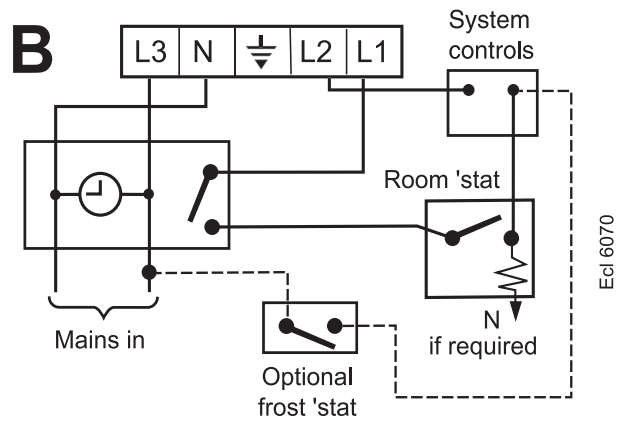 B
L3 N L2 L1
System
controls
Room 'stat
Ecl 6070
Mains in
N
if required
Optional
frost 'stat